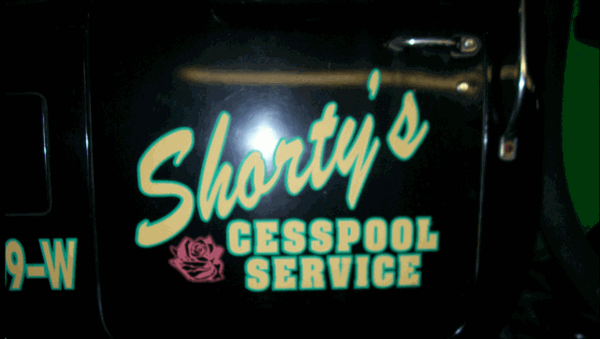 Shorty's
CESSPOOL
SERVICE
9-W